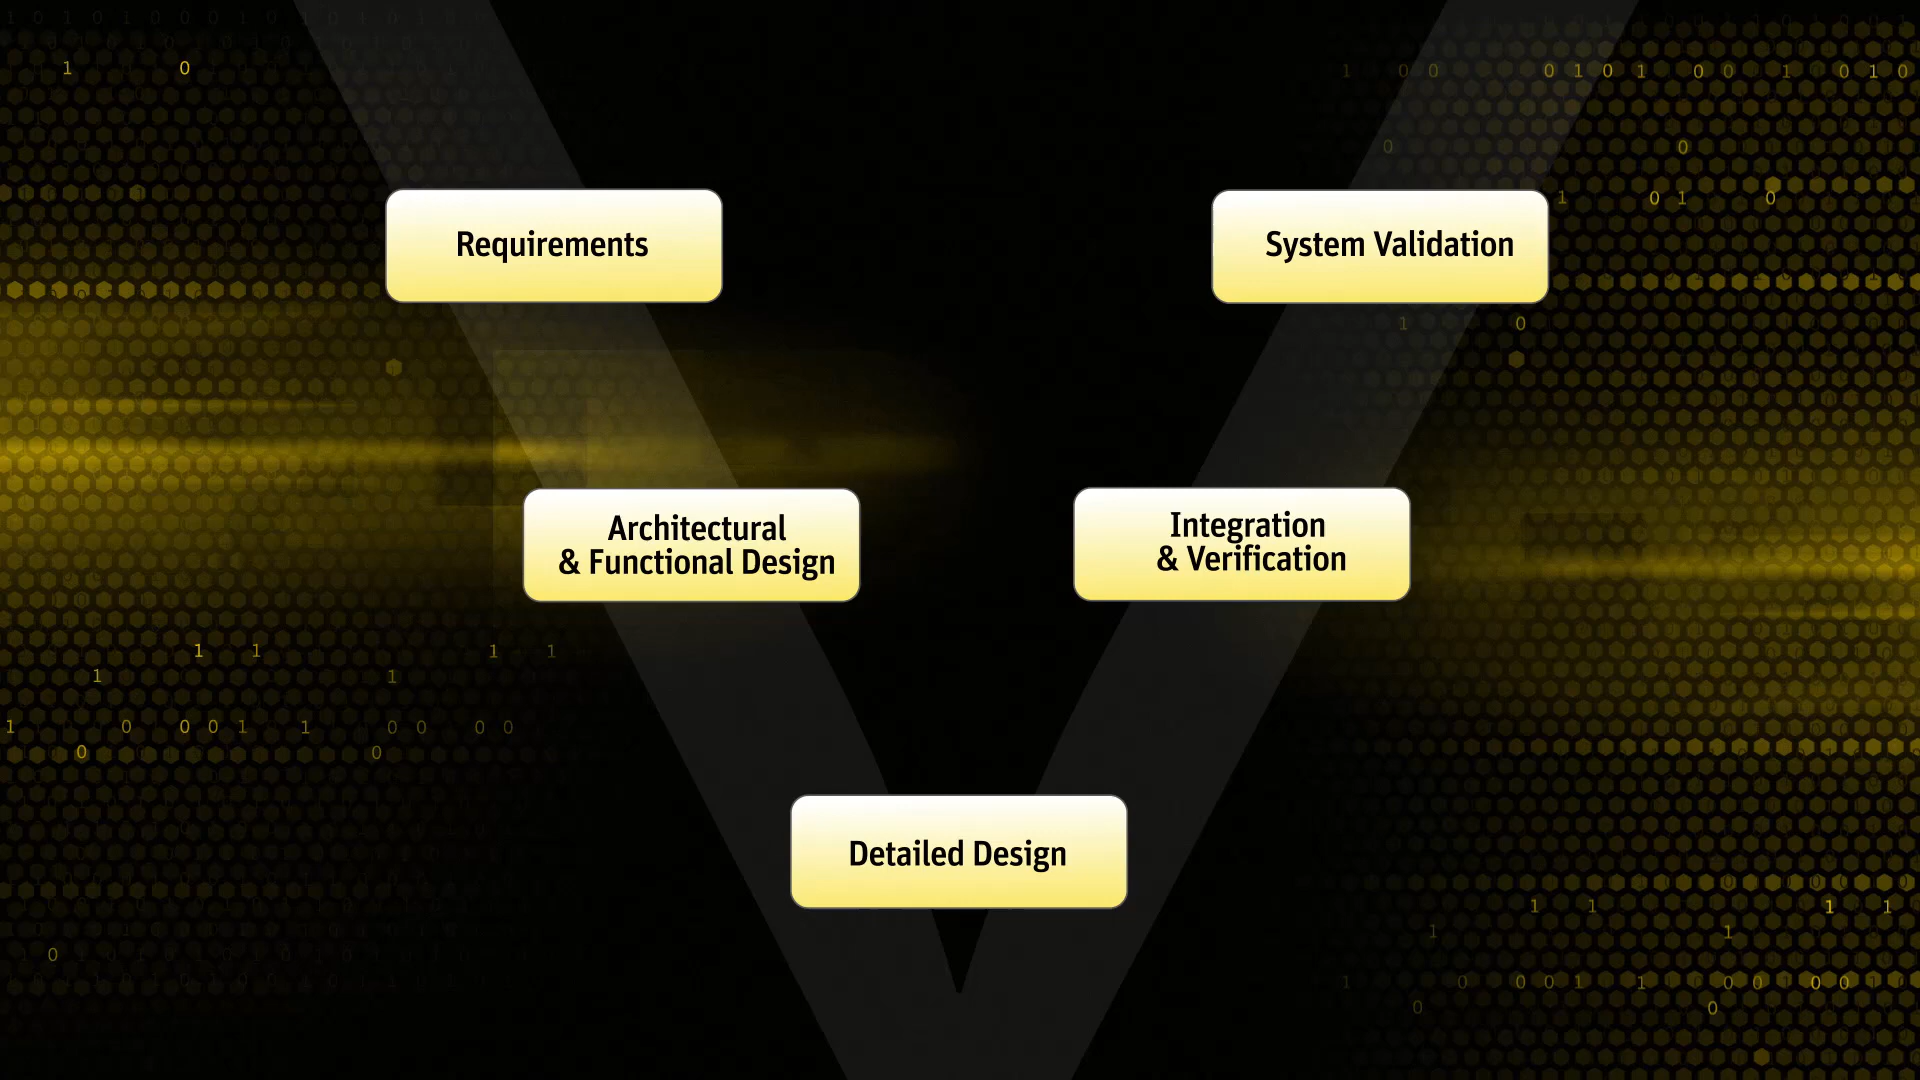 Requirements
System Validation
Architectural
& Functional Design
Integration
& Verification
Detailed Design